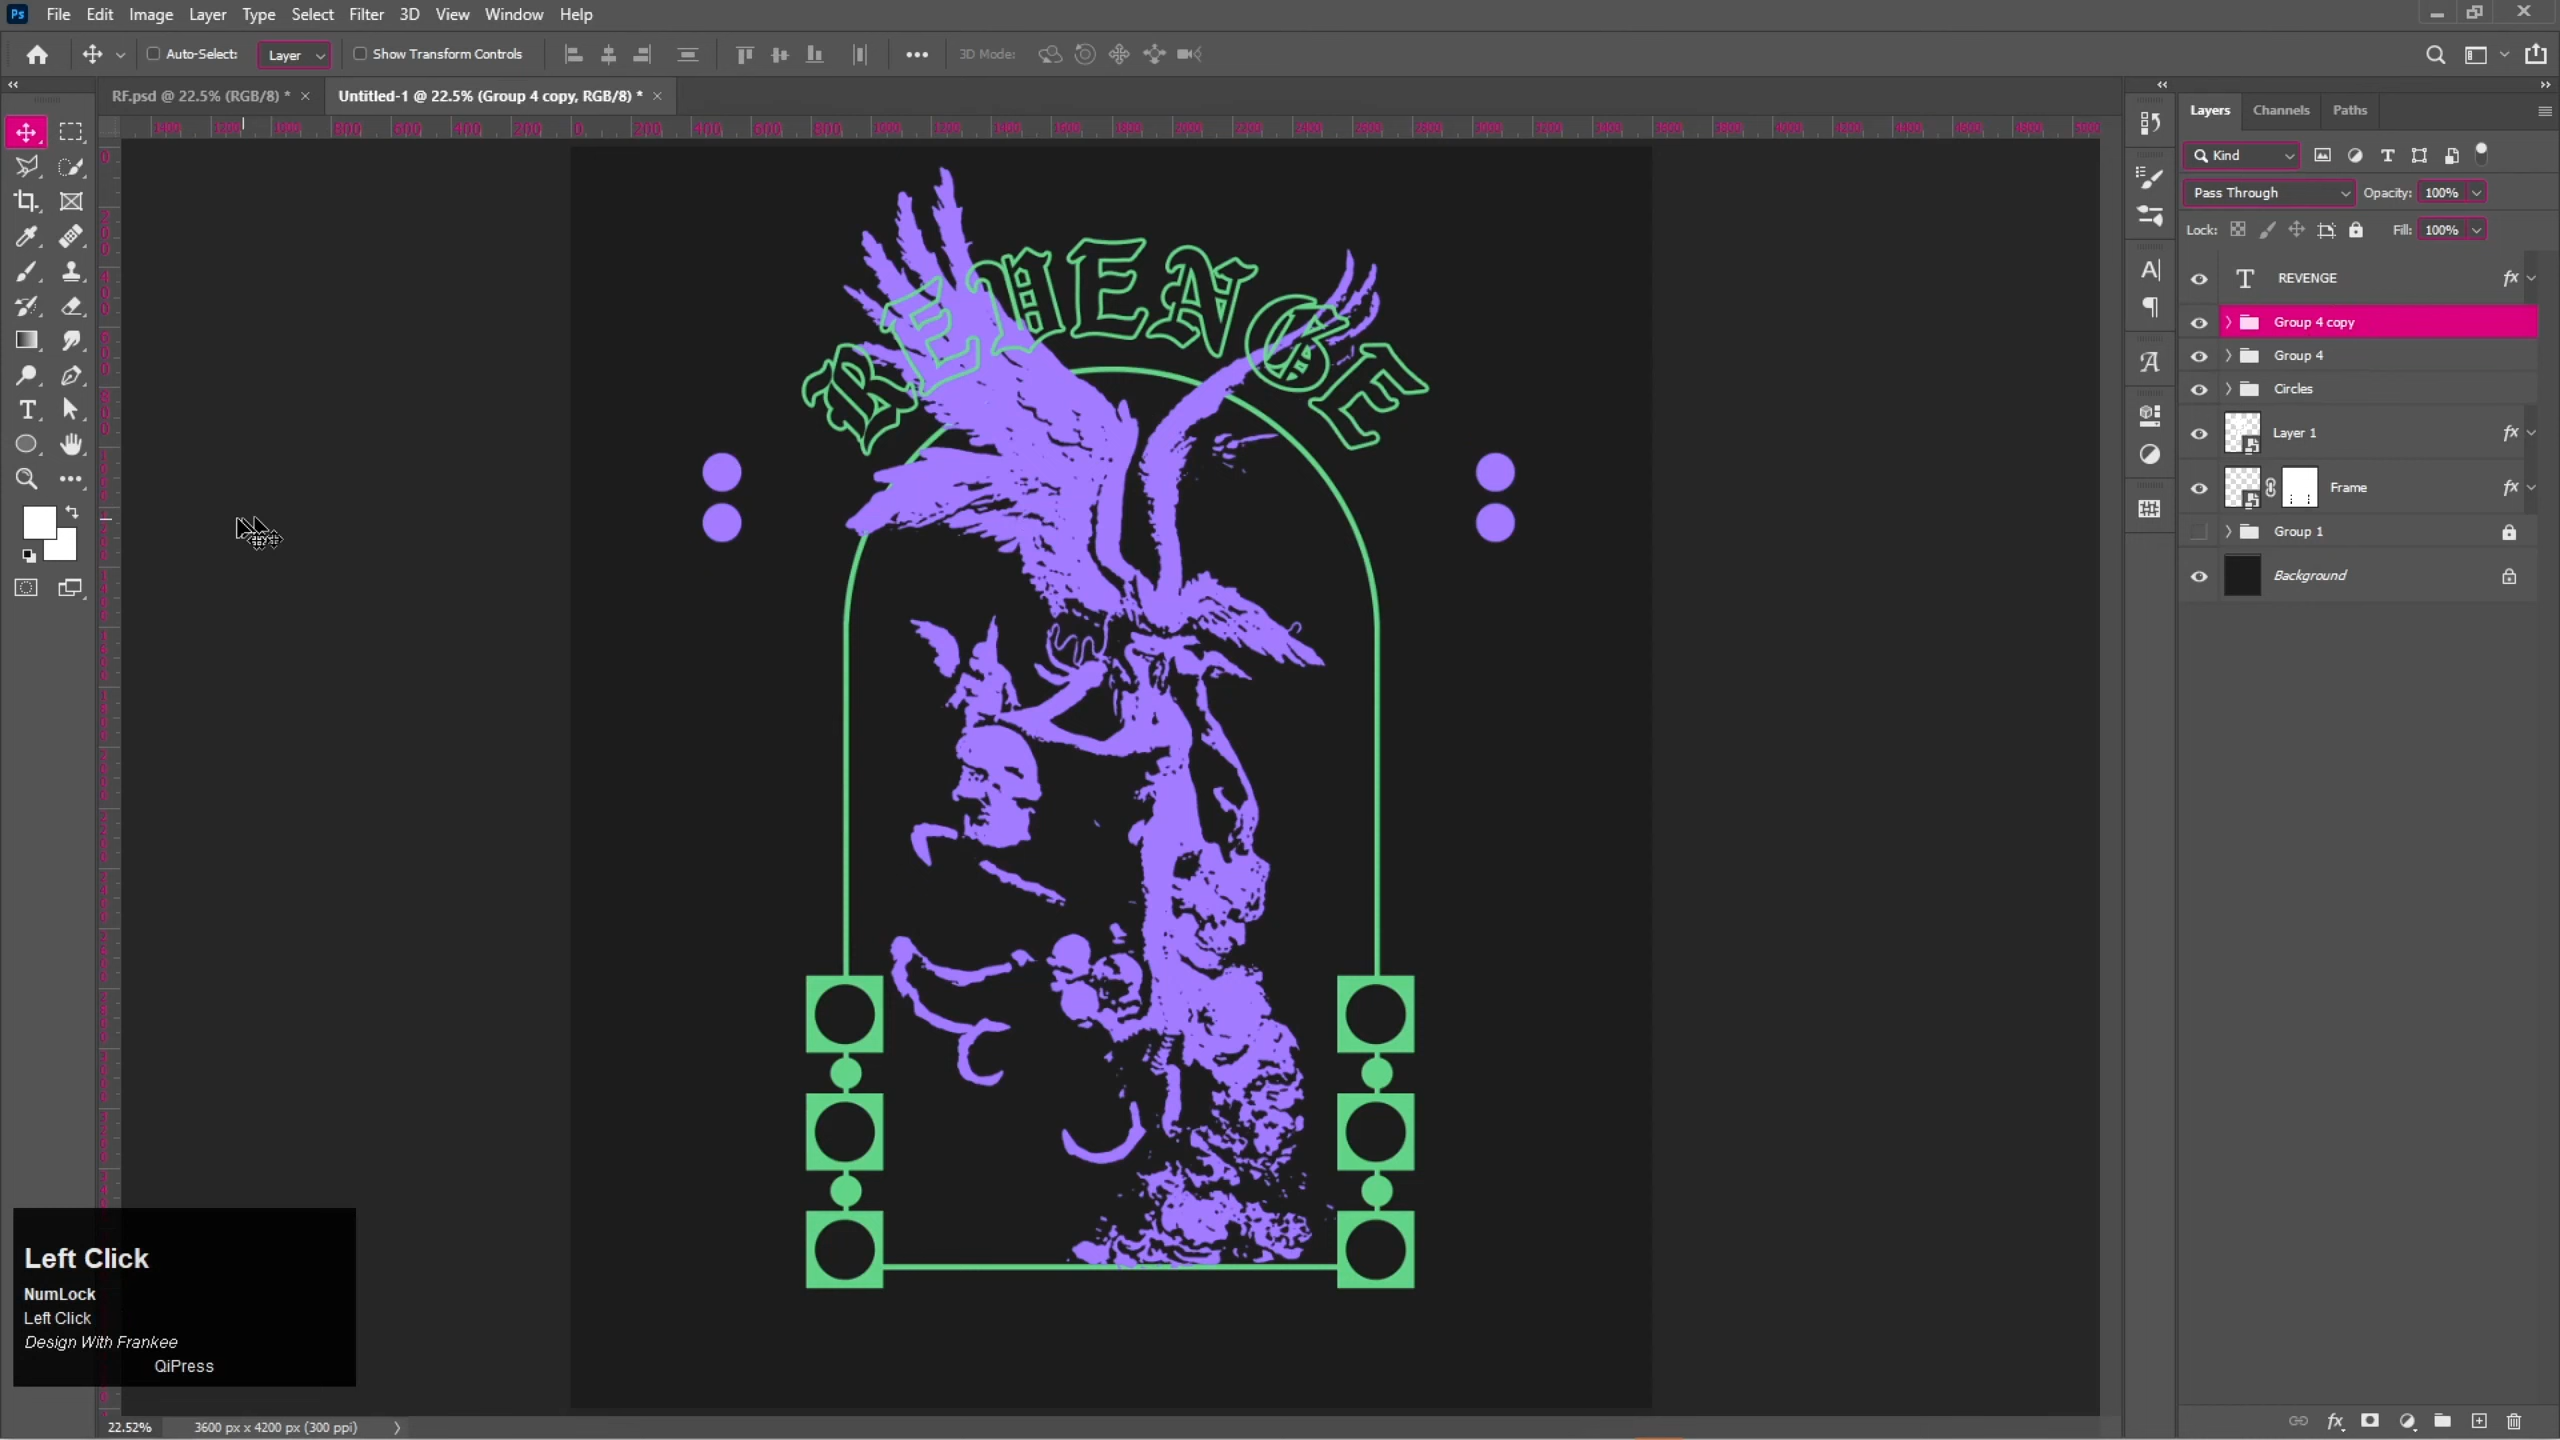 Ps File Edit Image Layer Type Select Filter 3D View Window Help
Auto-Select: Layer Show Transform Controls 3D Mode:
RF.psd @ 22.5% (RGB/8) * × Untitled-1 @ 22.5% (Group 4 copy, RGB/8) * ×
REVENGE
Layers Channels Paths
Kind
Pass Through Opacity: 100%
Lock: Fill: 100%
REVENGE fx
Group 4 copy
Group 4
Circles
Layer 1 fx
Frame fx
Group 1
Background
Left Click
NumLock
Left Click
Design With Frankee
QiPress
22.52% 3600 px x 4200 px (300 ppi)